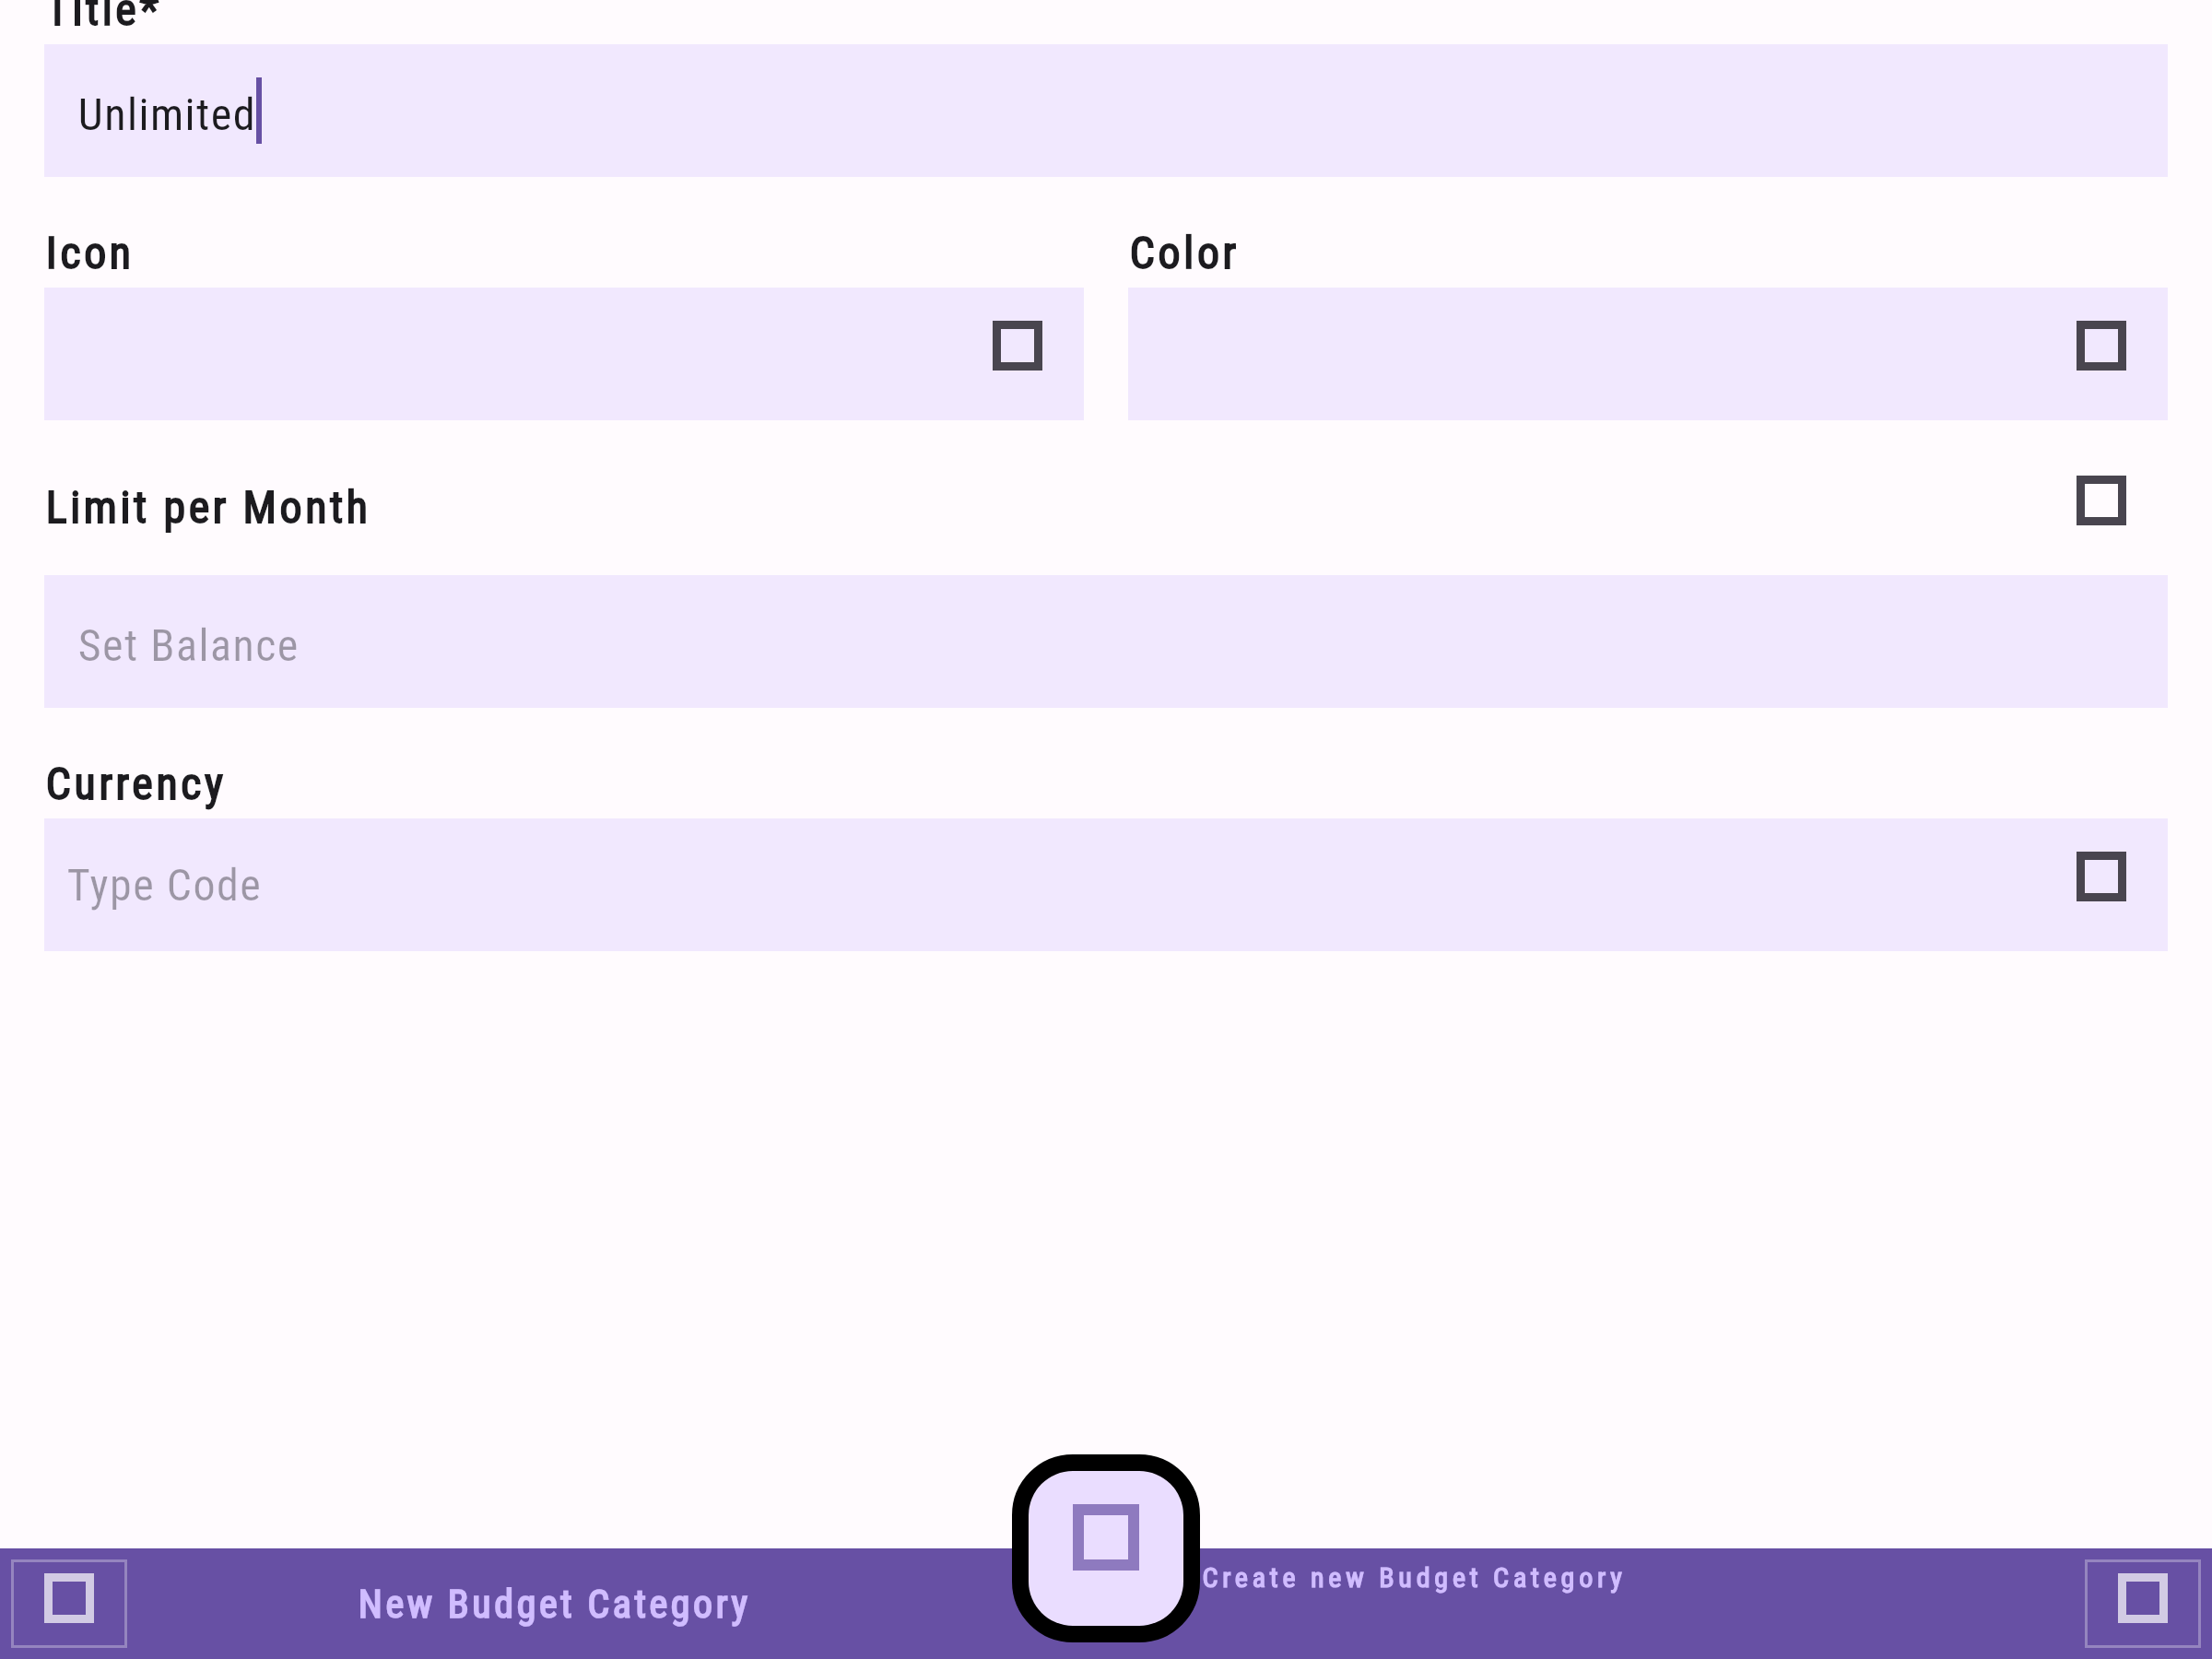 Title*
Unlimited
Icon
Color
Limit per Month
Set Balance
Currency
Type Code
New Budget Category
Create new Budget Category